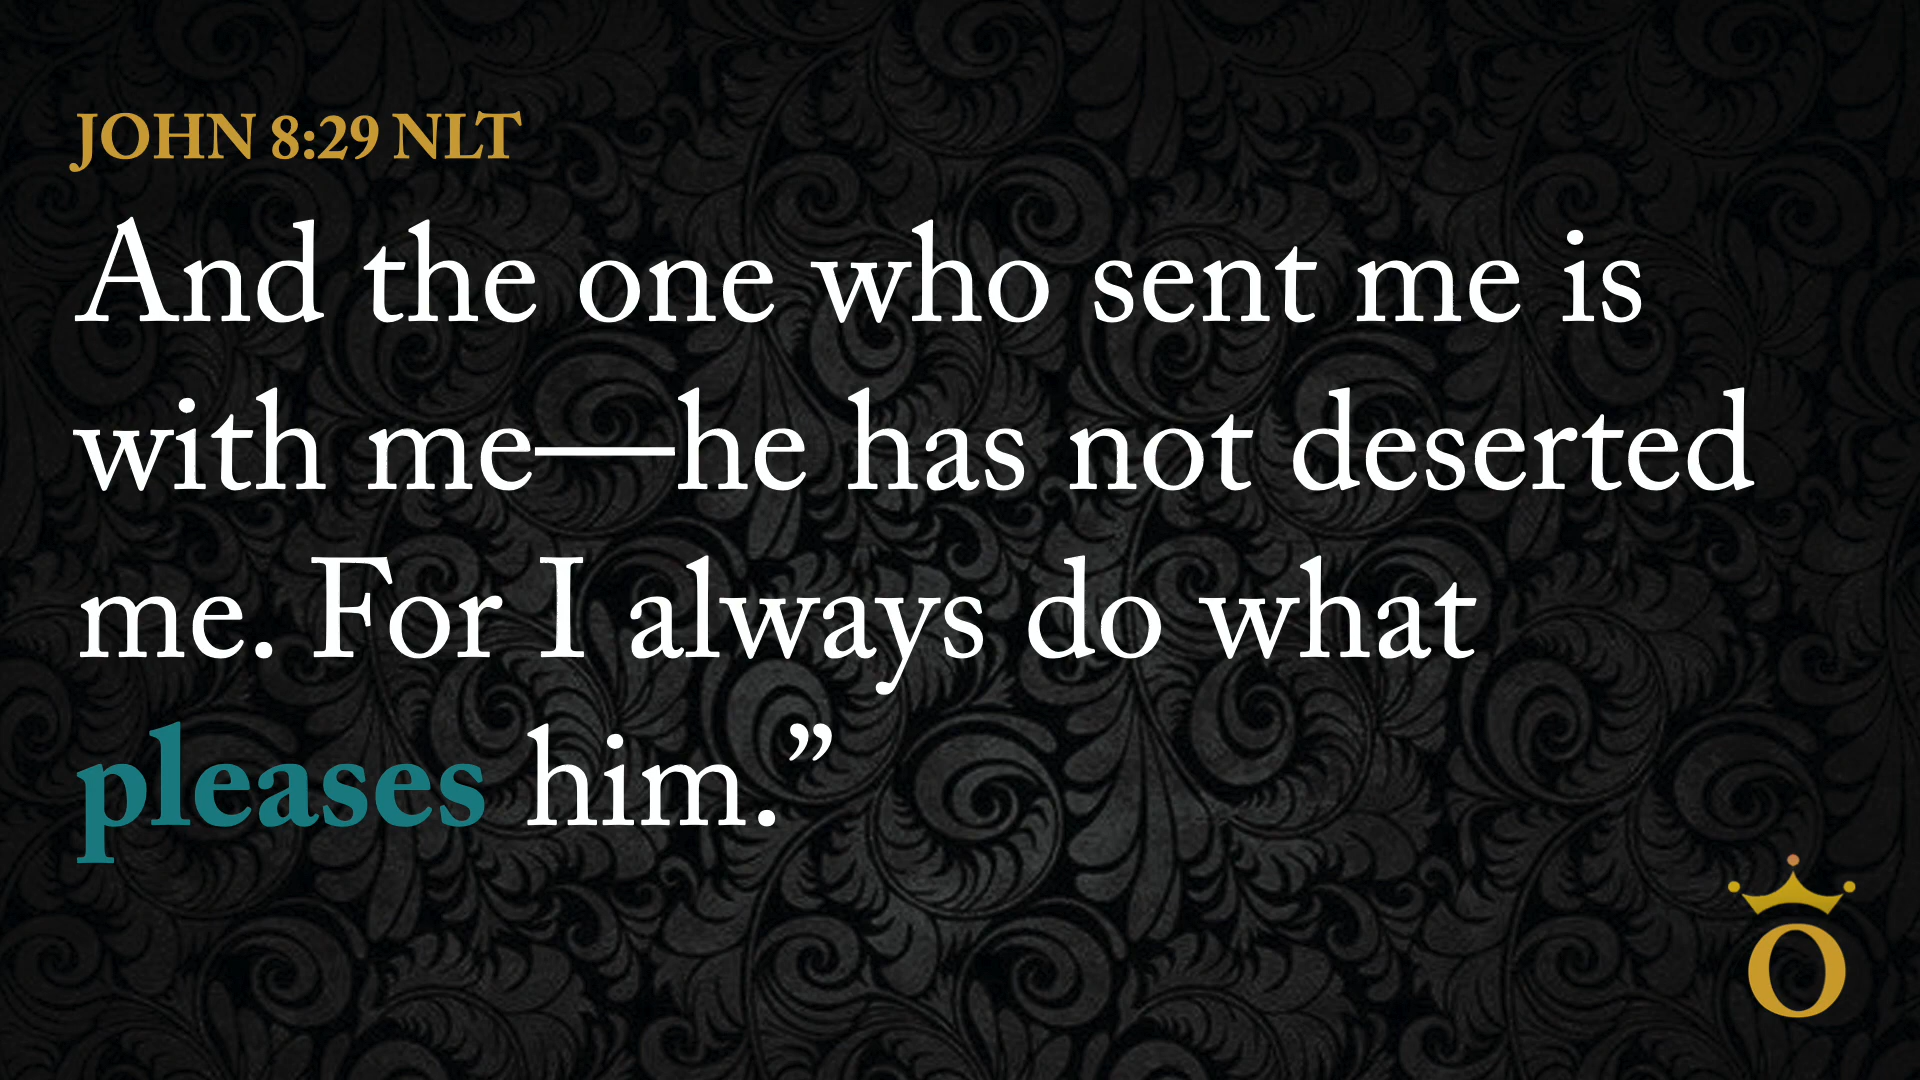 JOHN 8:29 NLT
And the one who sent me is
with me—he has not deserted
me. For I always do what
pleases him.”
O